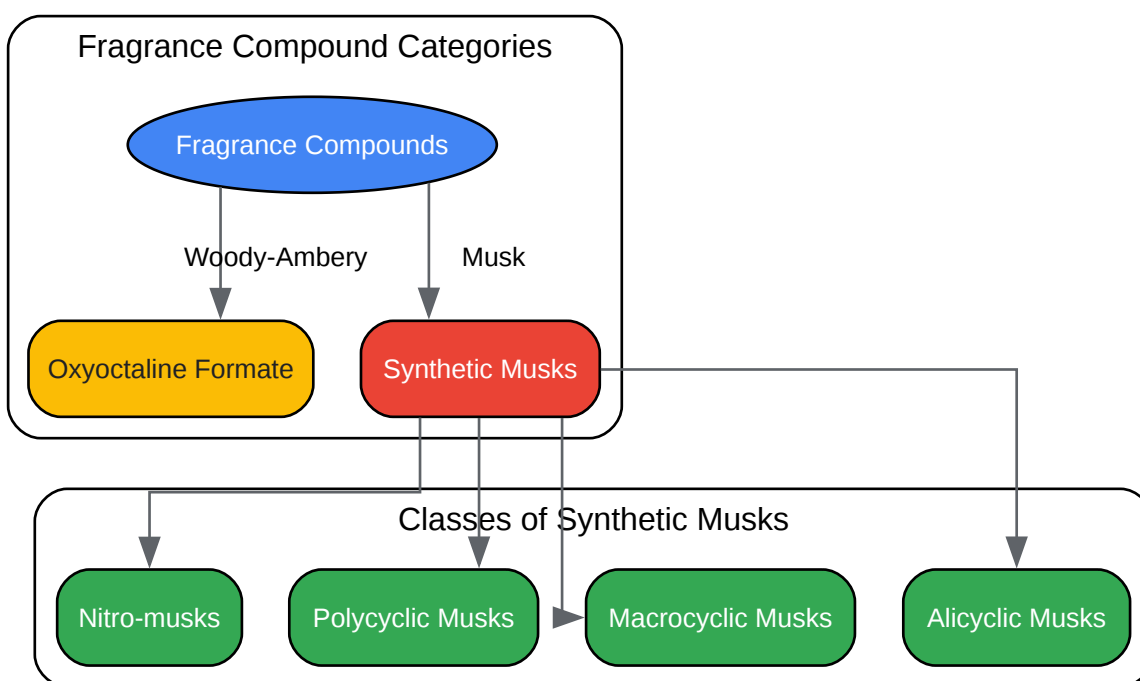 Fragrance Compound Categories
Fragrance Compounds
Woody-Ambery
Musk
Oxyoctaline Formate
Synthetic Musks
Classes of Synthetic Musks
Nitro-musks
Polycyclic Musks
Macrocyclic Musks
Alicyclic Musks